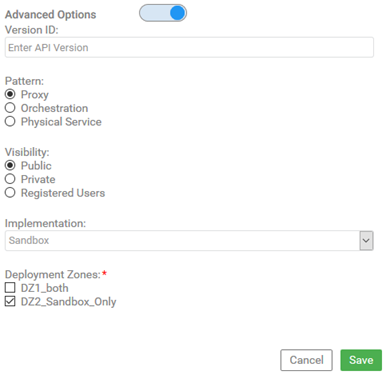 Advanced Options
Version ID:
Enter API Version
Pattern:
Proxy
Orchestration
Physical Service
Visibility:
Public
Private
Registered Users
Implementation:
Sandbox
Deployment Zones:*
DZ1_both
DZ2_Sandbox_Only
Cancel Save